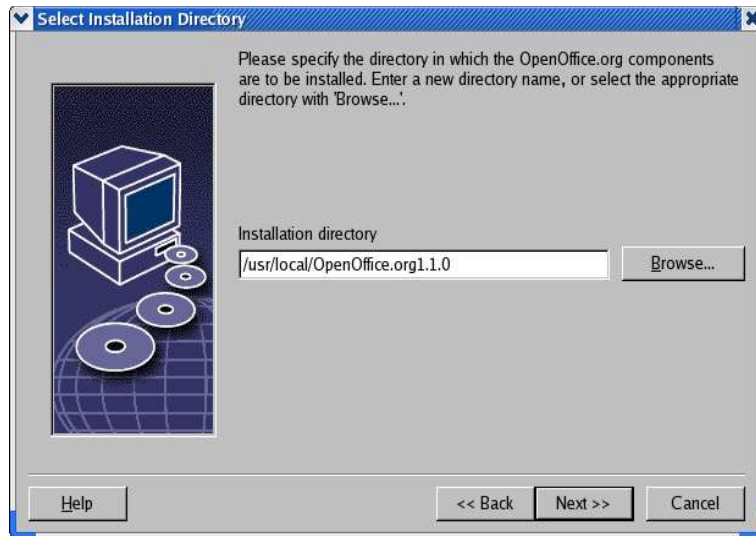 Select Installation Directory
Please specify the directory in which the OpenOffice.org components
are to be installed. Enter a new directory name, or select the appropriate
directory with 'Browse...'.
Installation directory
/usr/local/OpenOffice.org1.1.0
Browse...
Help
<< Back
Next >>
Cancel